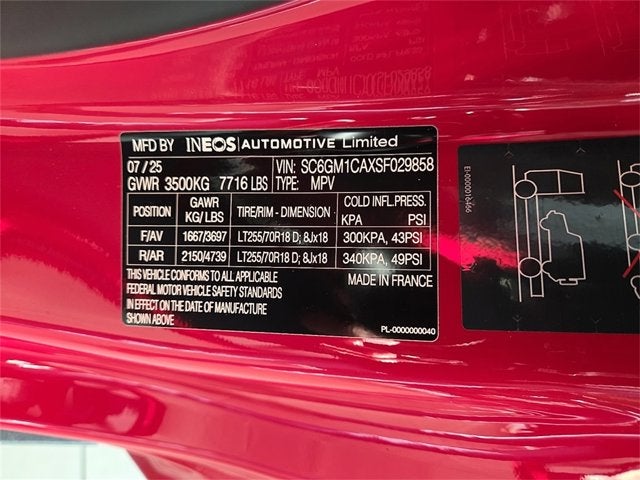 MFD BY INEOS AUTOMOTIVE Limited
07 / 25 VIN: SC6GM1CAXSF029858
GVWR 3500KG 7716 LBS TYPE: MPV
POSITION GAWR KG/ LBS TIRE/RIM - DIMENSION COLD INFL.PRESS. KPA PSI
F/AV 1667/3697 LT255/70R18 D; 8Jx18 300KPA, 43PSI
R/AR 2150/4739 LT255/70R18 D; 8Jx18 340KPA, 49PSI
THIS VEHICLE CONFORMS TO ALL APPLICABLE MADE IN FRANCE
FEDERAL MOTOR VEHICLE SAFETY STANDARDS
IN EFFECT ON THE DATE OF MANUFACTURE
SHOWN ABOVE
PL-0000000040
EI-0000016466